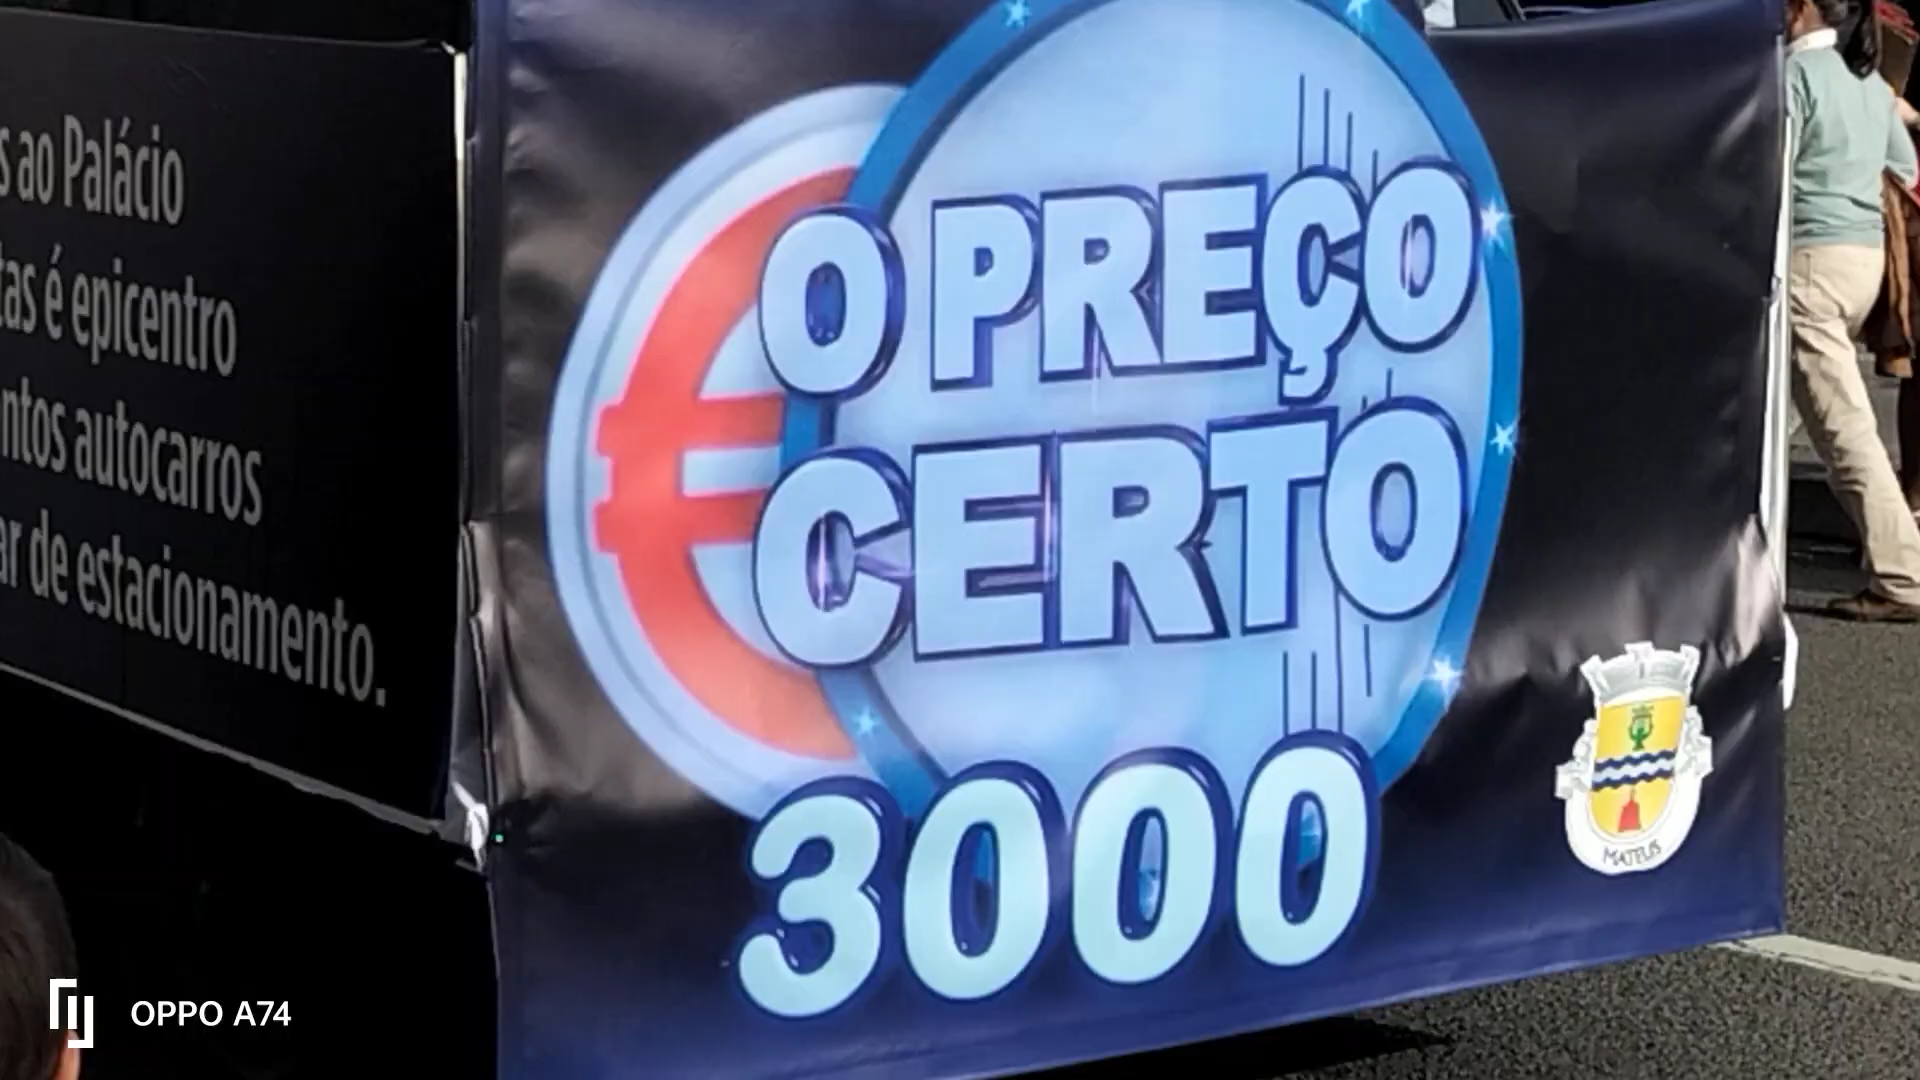 s ao Palácio
tas é epicentro
ntos autocarros
ar de estacionamento.
O PREÇO
CERTO
3000
MATEUS
OPPO A74